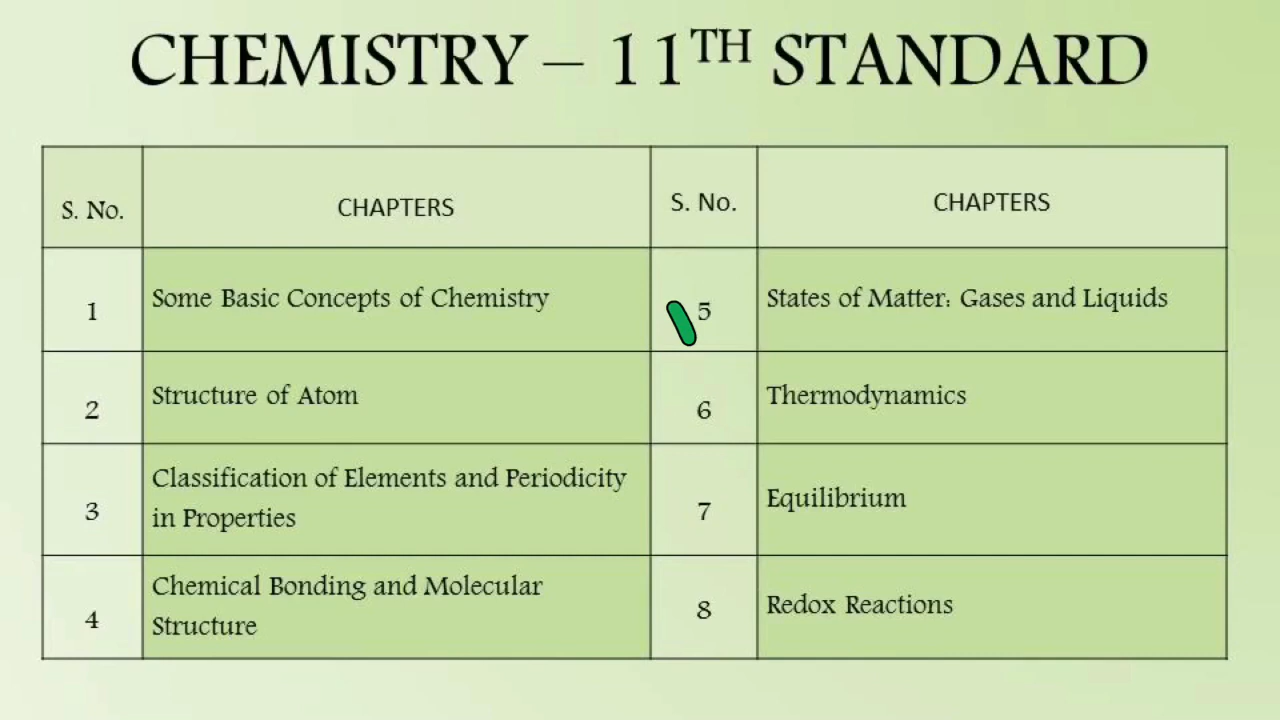 CHEMISTRY – 11TH STANDARD
S. No. CHAPTERS S. No. CHAPTERS
1 Some Basic Concepts of Chemistry 5 States of Matter: Gases and Liquids
2 Structure of Atom 6 Thermodynamics
3 Classification of Elements and Periodicity
in Properties 7 Equilibrium
4 Chemical Bonding and Molecular
Structure 8 Redox Reactions